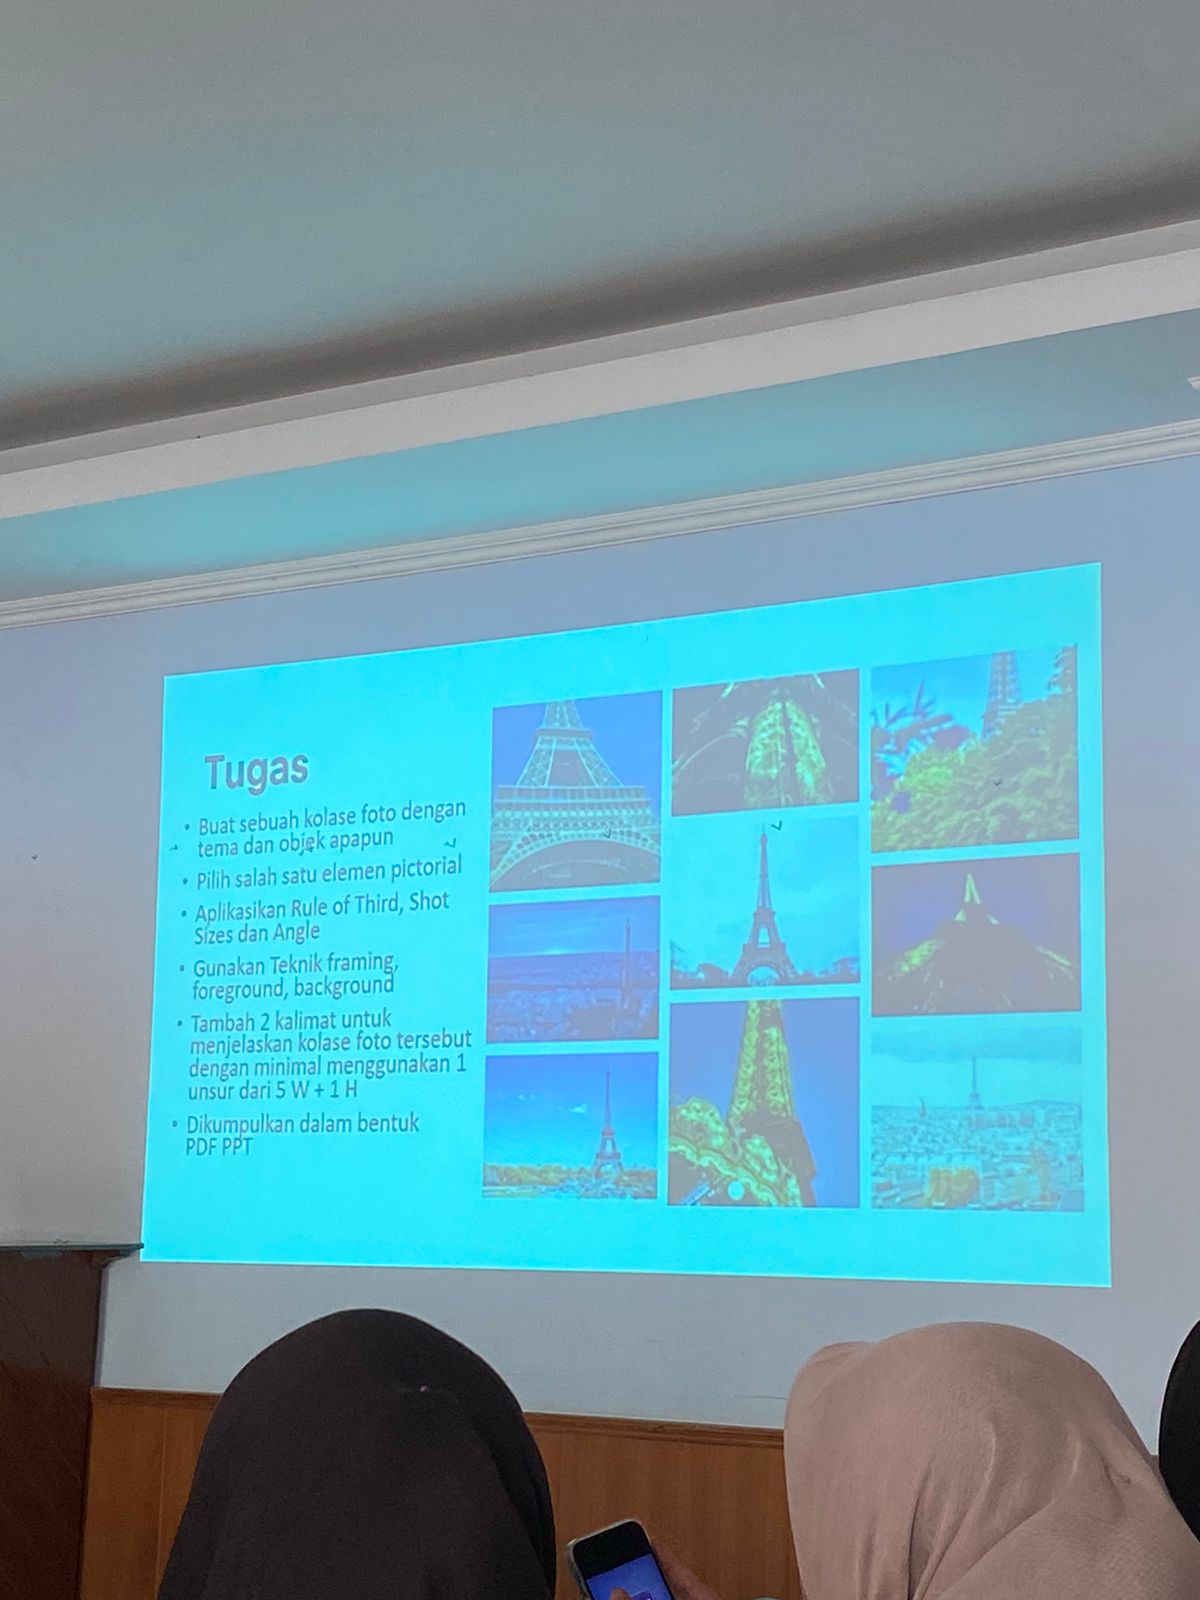 Tugas
• Buat sebuah kolase foto dengan
tema dan objek apapun
• Pilih salah satu elemen pictorial
• Aplikasikan Rule of Third, Shot
Sizes dan Angle
• Gunakan Teknik framing,
foreground, background
• Tambah 2 kalimat untuk
menjelaskan kolase foto tersebut
dengan minimal menggunakan 1
unsur dari 5 W + 1 H
• Dikumpulkan dalam bentuk
PDF PPT